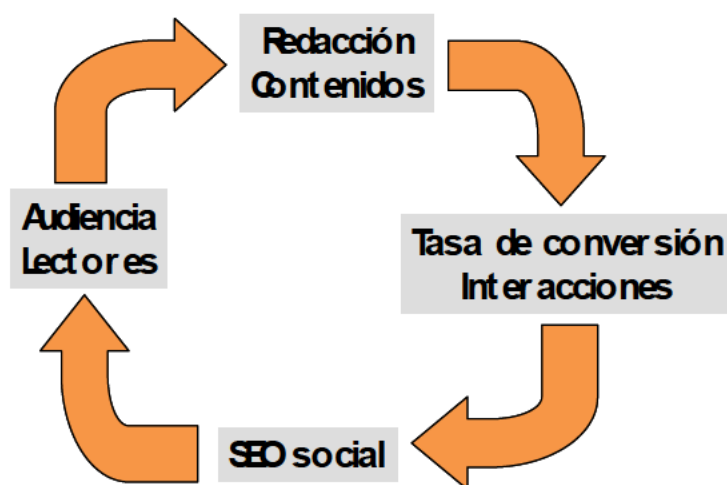 Redacción
Contenidos
Audiencia
Lectores
Tasa de conversión
Interacciones
SEO social